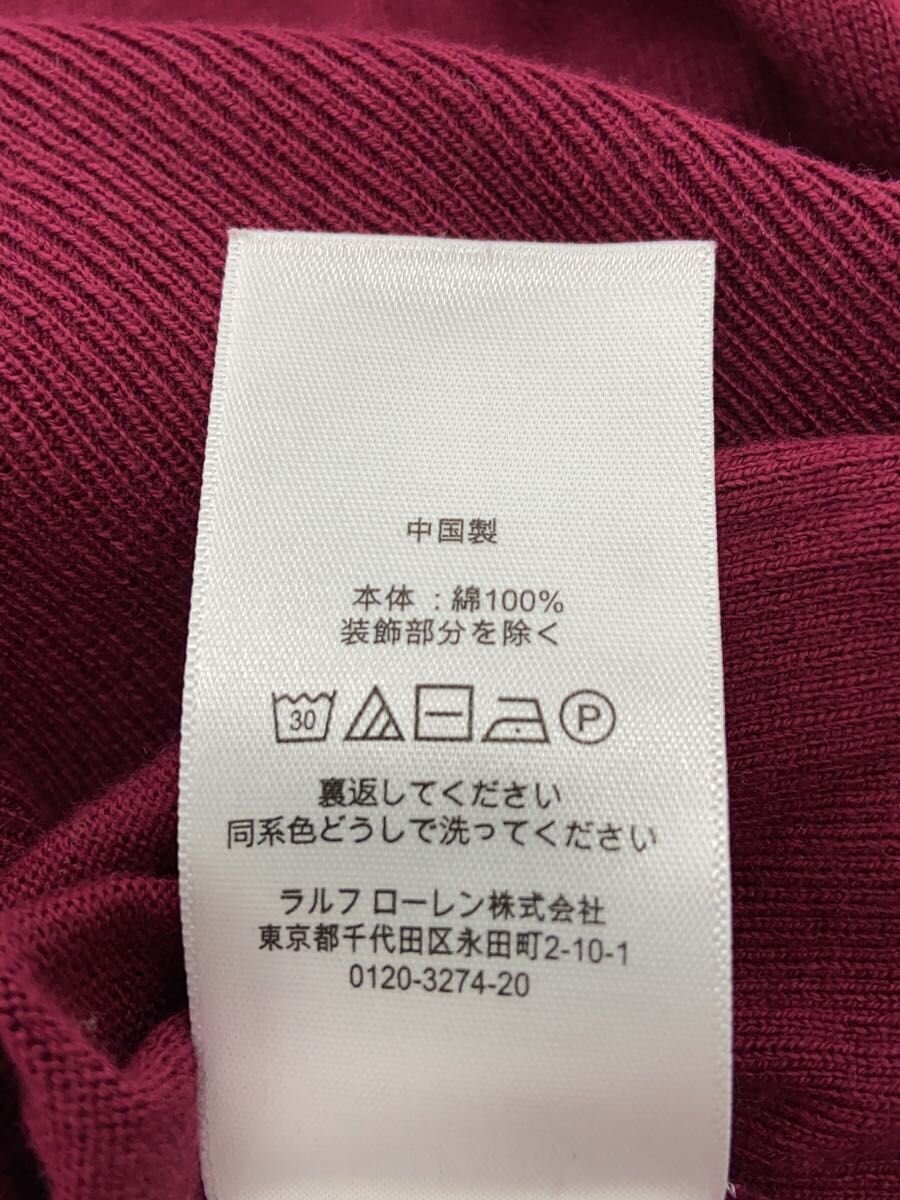 中国製
本体 : 綿100%
装飾部分を除く
30 P
裏返してください
同系色どうしで洗ってください
ラルフ ローレン株式会社
東京都千代田区永田町2-10-1
0120-3274-20